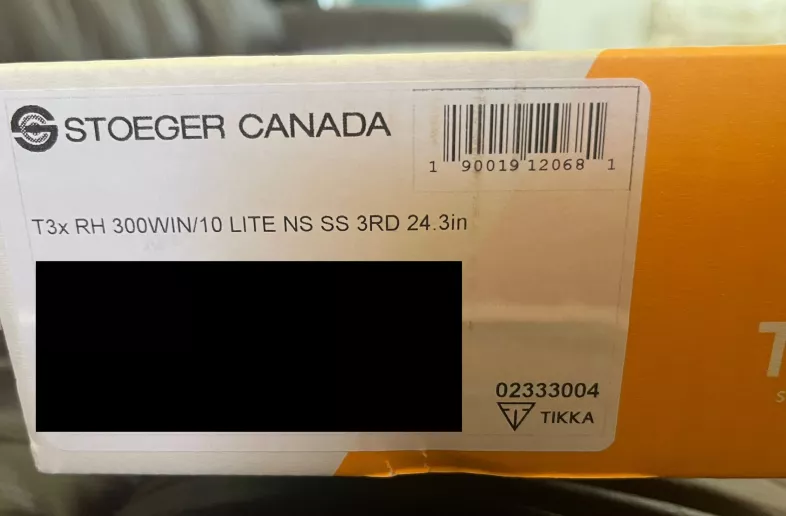 STOEGER CANADA
1 90019 12068 1
T3x RH 300WIN/10 LITE NS SS 3RD 24.3in
02333004
TIKKA
T
S